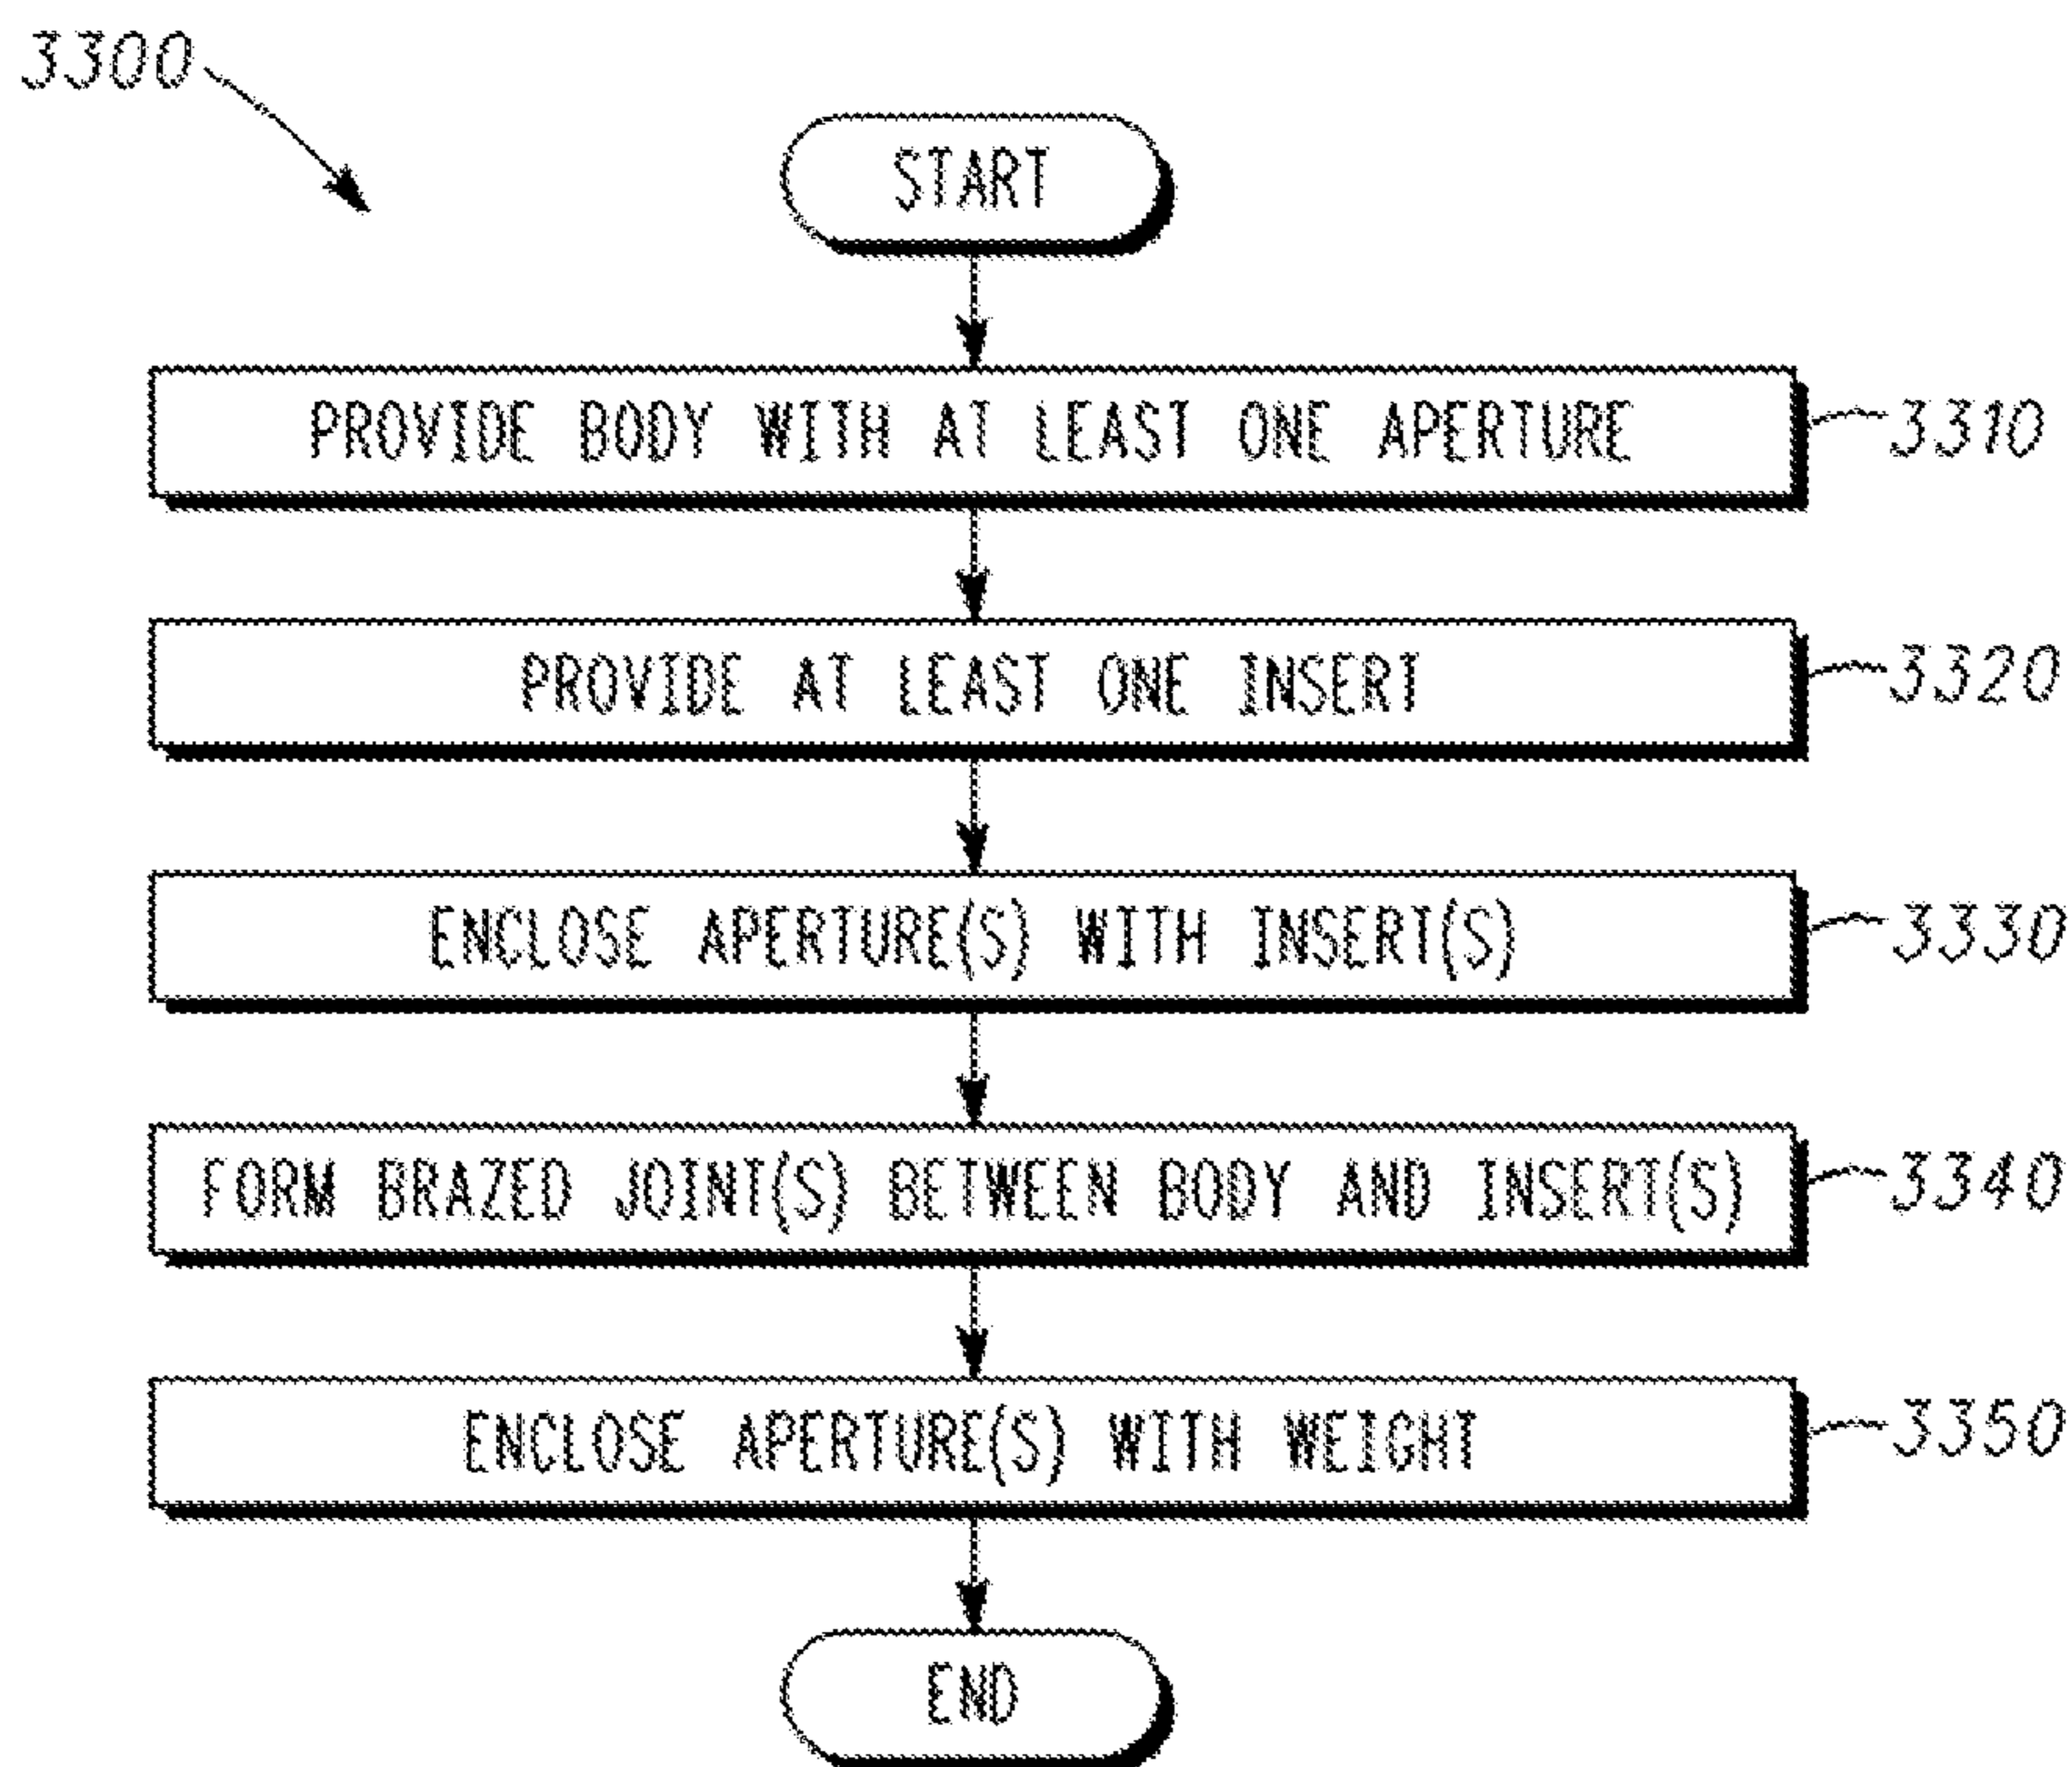 3300
START
PROVIDE BODY WITH AT LEAST ONE APERTURE
3310
PROVIDE AT LEAST ONE INSERT
3320
ENCLOSE APERTURE(S) WITH INSERT(S)
3330
FORM BRAZED JOINT(S) BETWEEN BODY AND INSERT(S)
3340
ENCLOSE APERTURE(S) WITH WEIGHT
3350
END